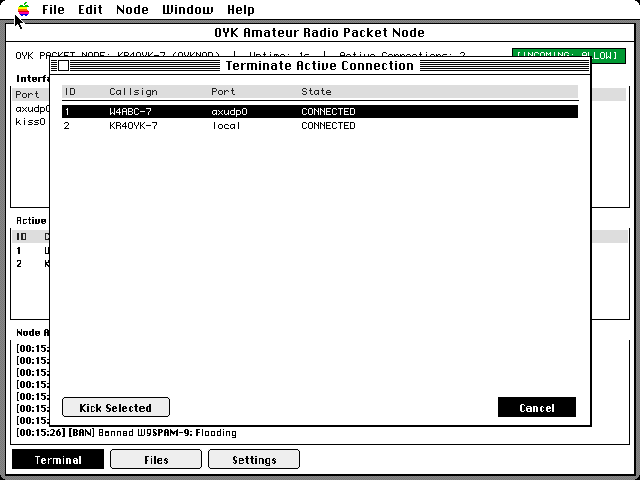 File Edit Node Window Help
OYK Amateur Radio Packet Node
OYK PACKET NODE: KR4OYK-7 (OYKNOD) | Uptime: 1s | Active Connections: 2 [INCOMING: ALLOW]
Terminate Active Connection
Port
axudp0
kiss0
ID Callsign Port State
1 W4ABC-7 axudp0 CONNECTED
2 KR4OYK-7 local CONNECTED
Active
ID
1
2
Node
[00:15:
[00:15:
[00:15:
[00:15:
[00:15:
[00:15:
[00:15:
Kick Selected Cancel
[00:15:26] [BAN] Banned W9SPAM-9: Flooding
Terminal Files Settings